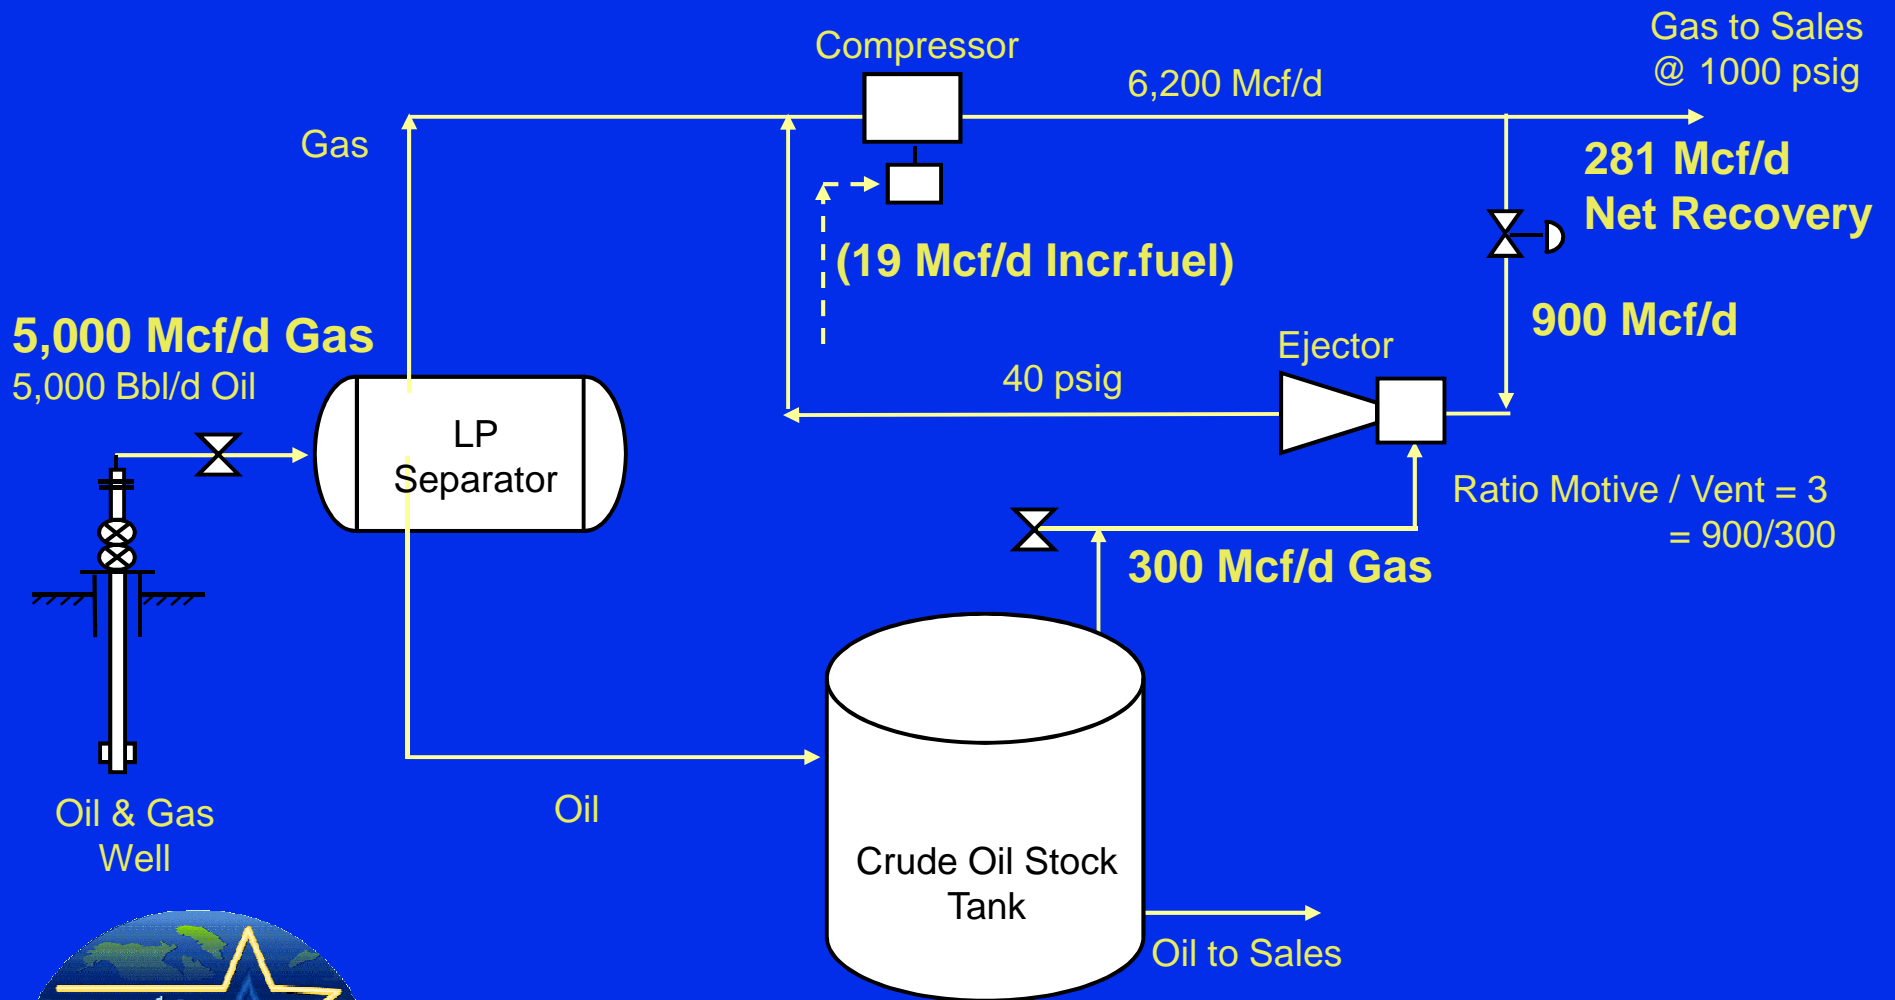 Gas to Sales
@ 1000 psig
Compressor
6,200 Mcf/d
Gas
281 Mcf/d
Net Recovery
(19 Mcf/d Incr.fuel)
5,000 Mcf/d Gas
5,000 Bbl/d Oil
900 Mcf/d
Ejector
40 psig
LP
Separator
Ratio Motive / Vent = 3
= 900/300
300 Mcf/d Gas
Oil & Gas
Well
Oil
Crude Oil Stock
Tank
Oil to Sales